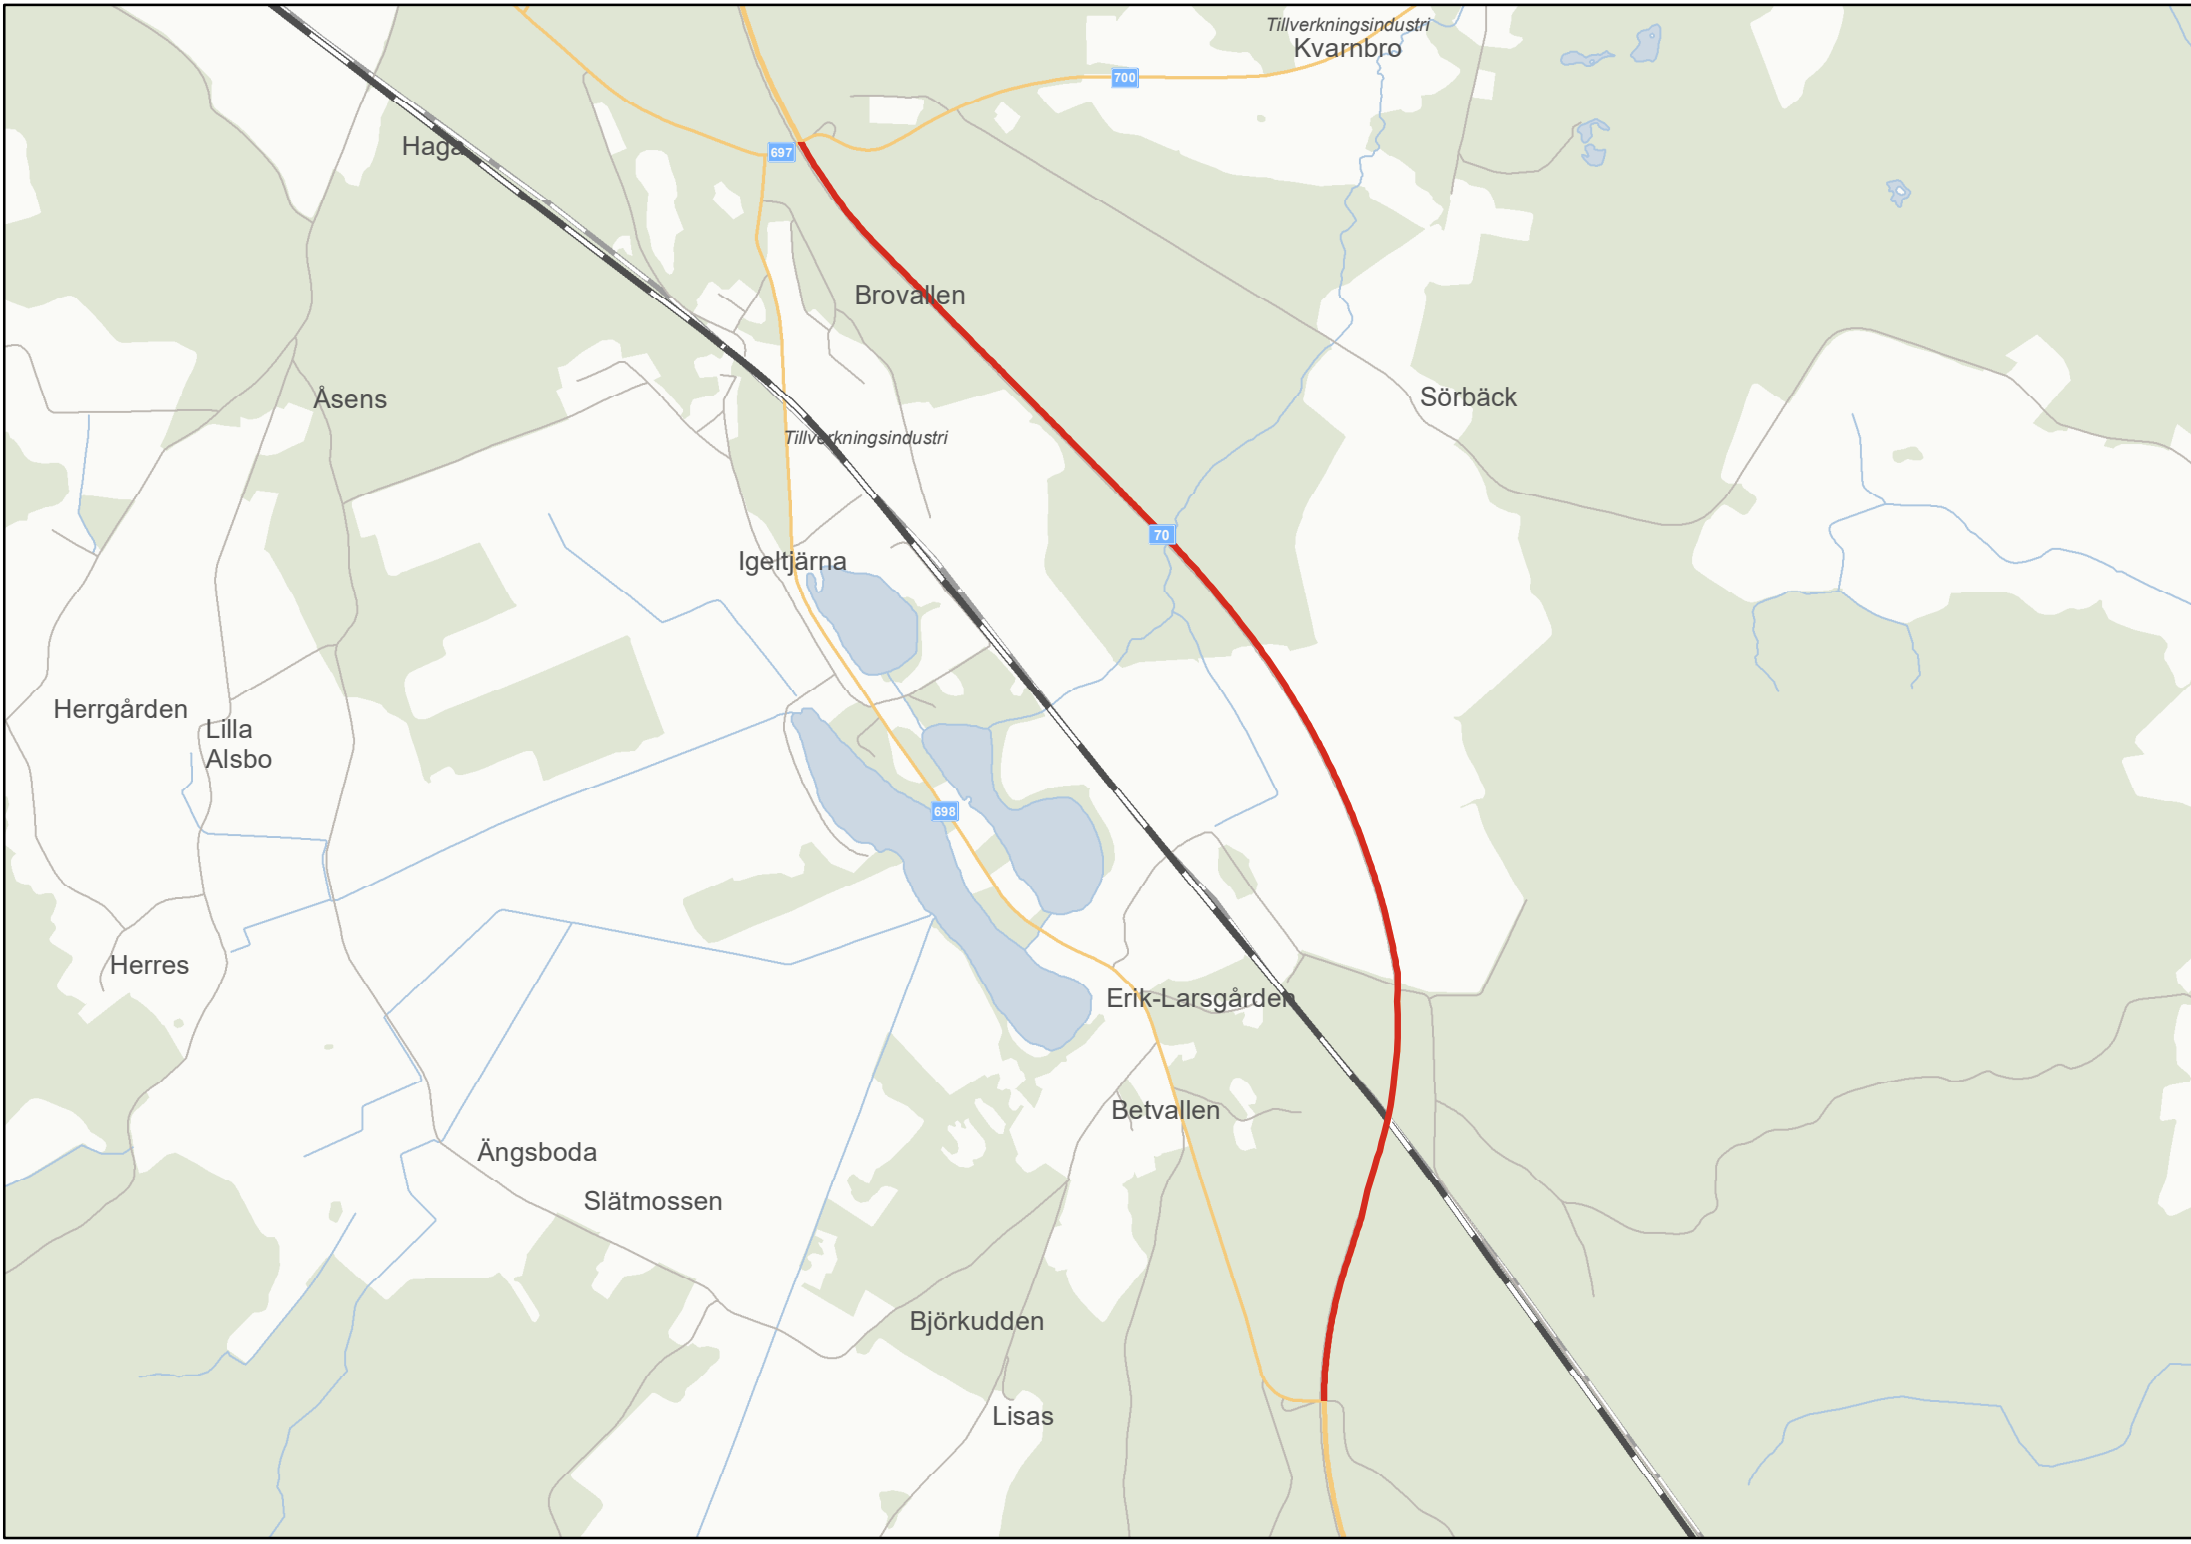 Tillverkningsindustri
Kvarnbro
700
Haga
697
Brovallen
Åsens
Sörbäck
Tillverkningsindustri
70
Igeltjärna
Herrgården
Lilla
Alsbo
698
Herres
Erik-Larsgården
Betvallen
Ängsboda
Slätmossen
Björkudden
Lisas